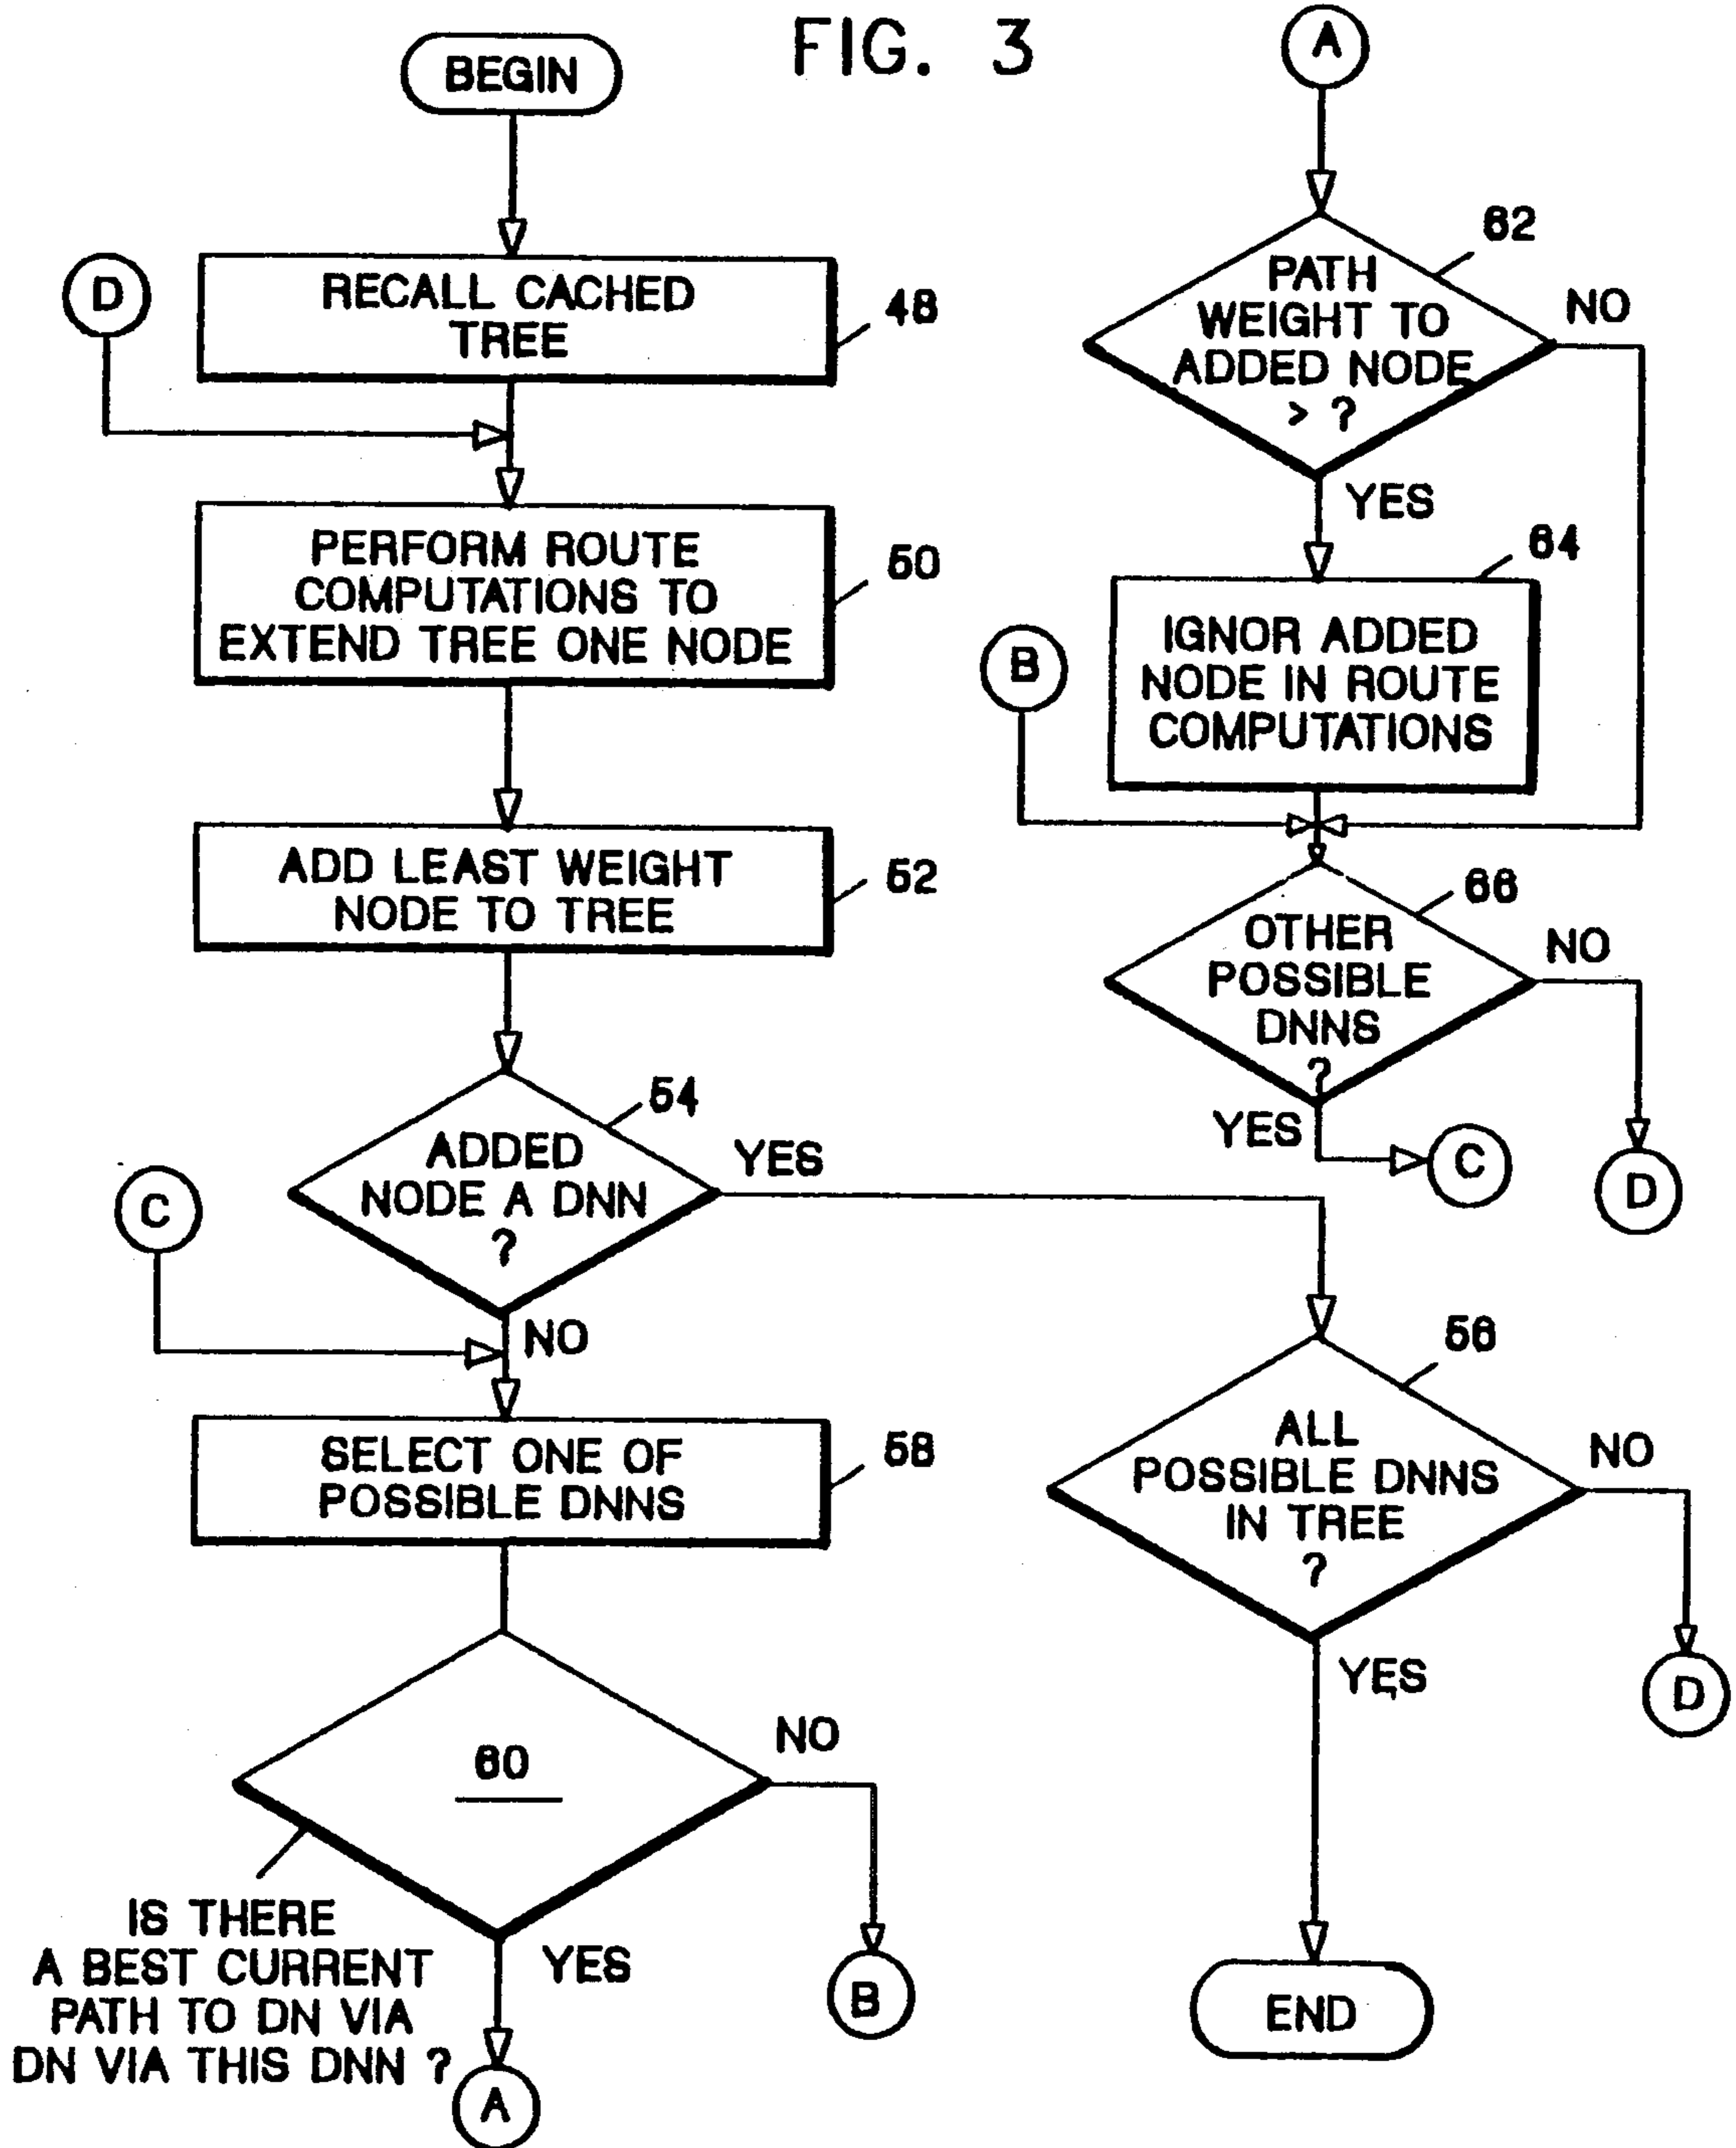 FIG. 3
BEGIN
D
RECALL CACHED
TREE
48
PERFORM ROUTE
COMPUTATIONS TO
EXTEND TREE ONE NODE
50
ADD LEAST WEIGHT
NODE TO TREE
52
54
ADDED
NODE A DNN
?
YES
C
NO
SELECT ONE OF
POSSIBLE DNNS
58
60
NO
IS THERE
A BEST CURRENT
PATH TO DN VIA
DN VIA THIS DNN ?
YES
B
A
A
62
PATH
WEIGHT TO
ADDED NODE
> ?
NO
YES
64
B
IGNOR ADDED
NODE IN ROUTE
COMPUTATIONS
66
OTHER
POSSIBLE
DNNS
?
NO
YES
C
D
56
ALL
POSSIBLE DNNS
IN TREE
?
NO
YES
D
END